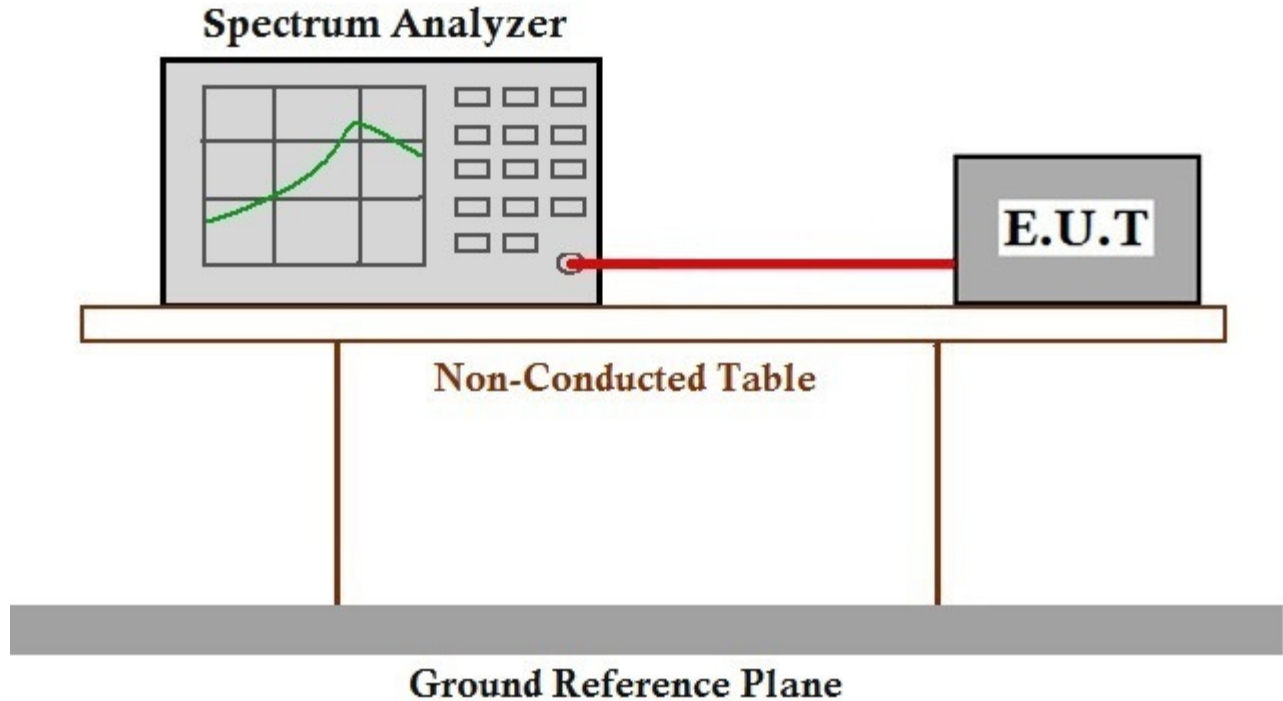 Spectrum Analyzer
E.U.T
Non-Conducted Table
Ground Reference Plane